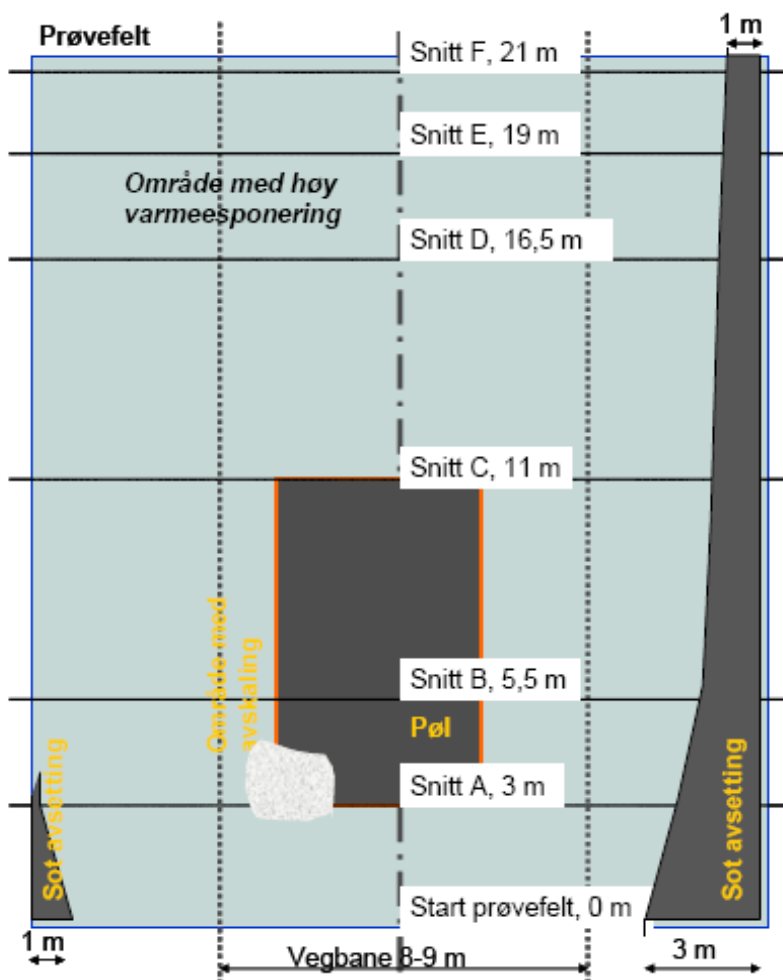 1 m
Prøvefelt
Snitt F, 21 m
Snitt E, 19 m
Område med høy
varmeesponering
Snitt D, 16,5 m
Snitt C, 11 m
Område med
avskaling
Snitt B, 5,5 m
Pøl
Snitt A, 3 m
Sot avsetting
Sot avsetting
Start prøvefelt, 0 m
1 m
Vegbane 8-9 m
3 m